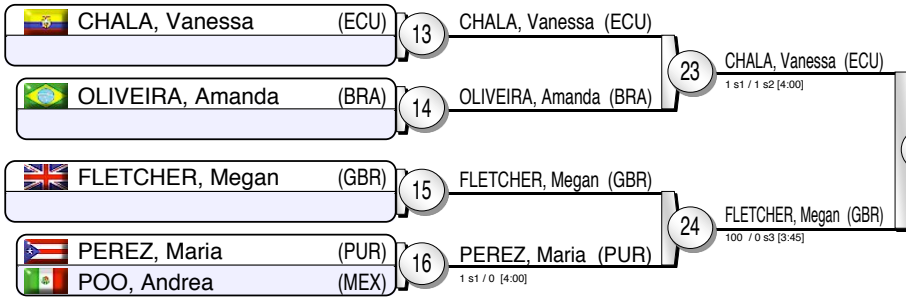 CHALA, Vanessa (ECU)
13
CHALA, Vanessa (ECU)
OLIVEIRA, Amanda (BRA)
14
OLIVEIRA, Amanda (BRA)
23
CHALA, Vanessa (ECU)
1 s1 / 1 s2 [4:00]
FLETCHER, Megan (GBR)
15
FLETCHER, Megan (GBR)
PEREZ, Maria (PUR)
POO, Andrea (MEX)
16
PEREZ, Maria (PUR)
1 s1 / 0 [4:00]
24
FLETCHER, Megan (GBR)
100 / 0 s3 [3:45]